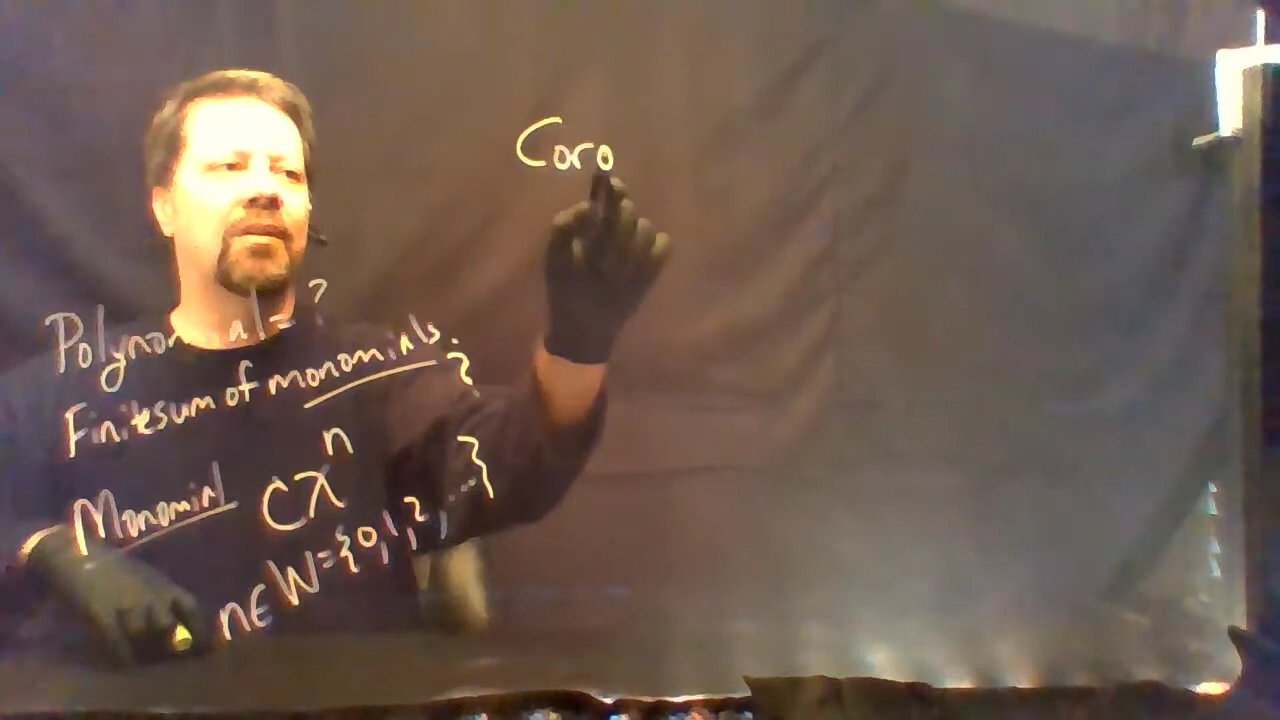 Coro
Polynomial = ?
Finite sum of monomials.
Monomial cx^n
n∈W={0,1,2,...}